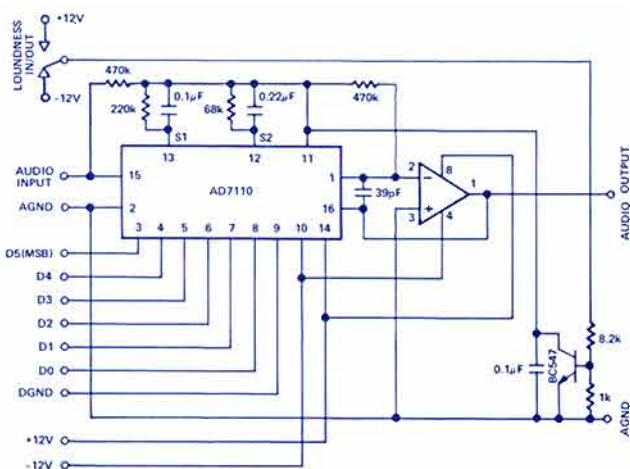 +12V
LOUNDNESS
IN/OUT
-12V
470k
220k
0.1µF
68k
0.22µF
470k
S1
S2
13
12
11
AUDIO
INPUT
15
AD7110
1
39pF
2
8
1
AGND
2
16
3
4
3 4 5 6 7 8 9 10 14
AUDIO OUTPUT
D5(MSB)
D4
D3
D2
D1
D0
DGND
+12V
-12V
8.2k
0.1µF
BC547
1k
AGND